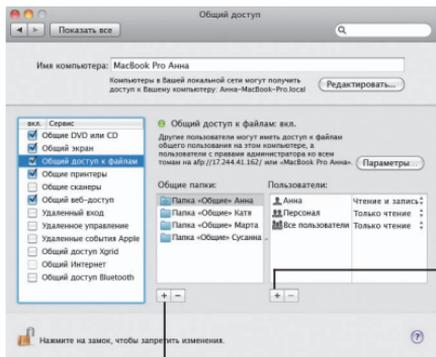 Общий доступ
Показать все
Имя компьютера: MacBook Pro Анна
Компьютеры в Вашей локальной сети могут получить
доступ к Вашему компьютеру: Анна-MacBook-Pro.local
Редактировать...
вкл. Сервис
Общие DVD или CD
Общий экран
Общий доступ к файлам
Общие принтеры
Общие сканеры
Общий веб-доступ
Удаленный вход
Удаленное управление
Удаленные события Apple
Общий доступ Xgrid
Общий Интернет
Общий доступ Bluetooth
Общий доступ к файлам: вкл.
Другие пользователи могут иметь доступ к файлам
общего пользования на этом компьютере, а
пользователи с правами администратора ко всем
томам на afp://17.244.41.162/ или «MacBook Pro Анна».
Параметры...
Общие папки:
Папка «Общие» Анна
Папка «Общие» Катя
Папка «Общие» Марта
Папка «Общие» Сусанна
Пользователи:
Анна Чтение и запись
Персонал Только чтение
Все пользователи Только чтение
+ −
+ −
Нажмите на замок, чтобы запретить изменения.
?